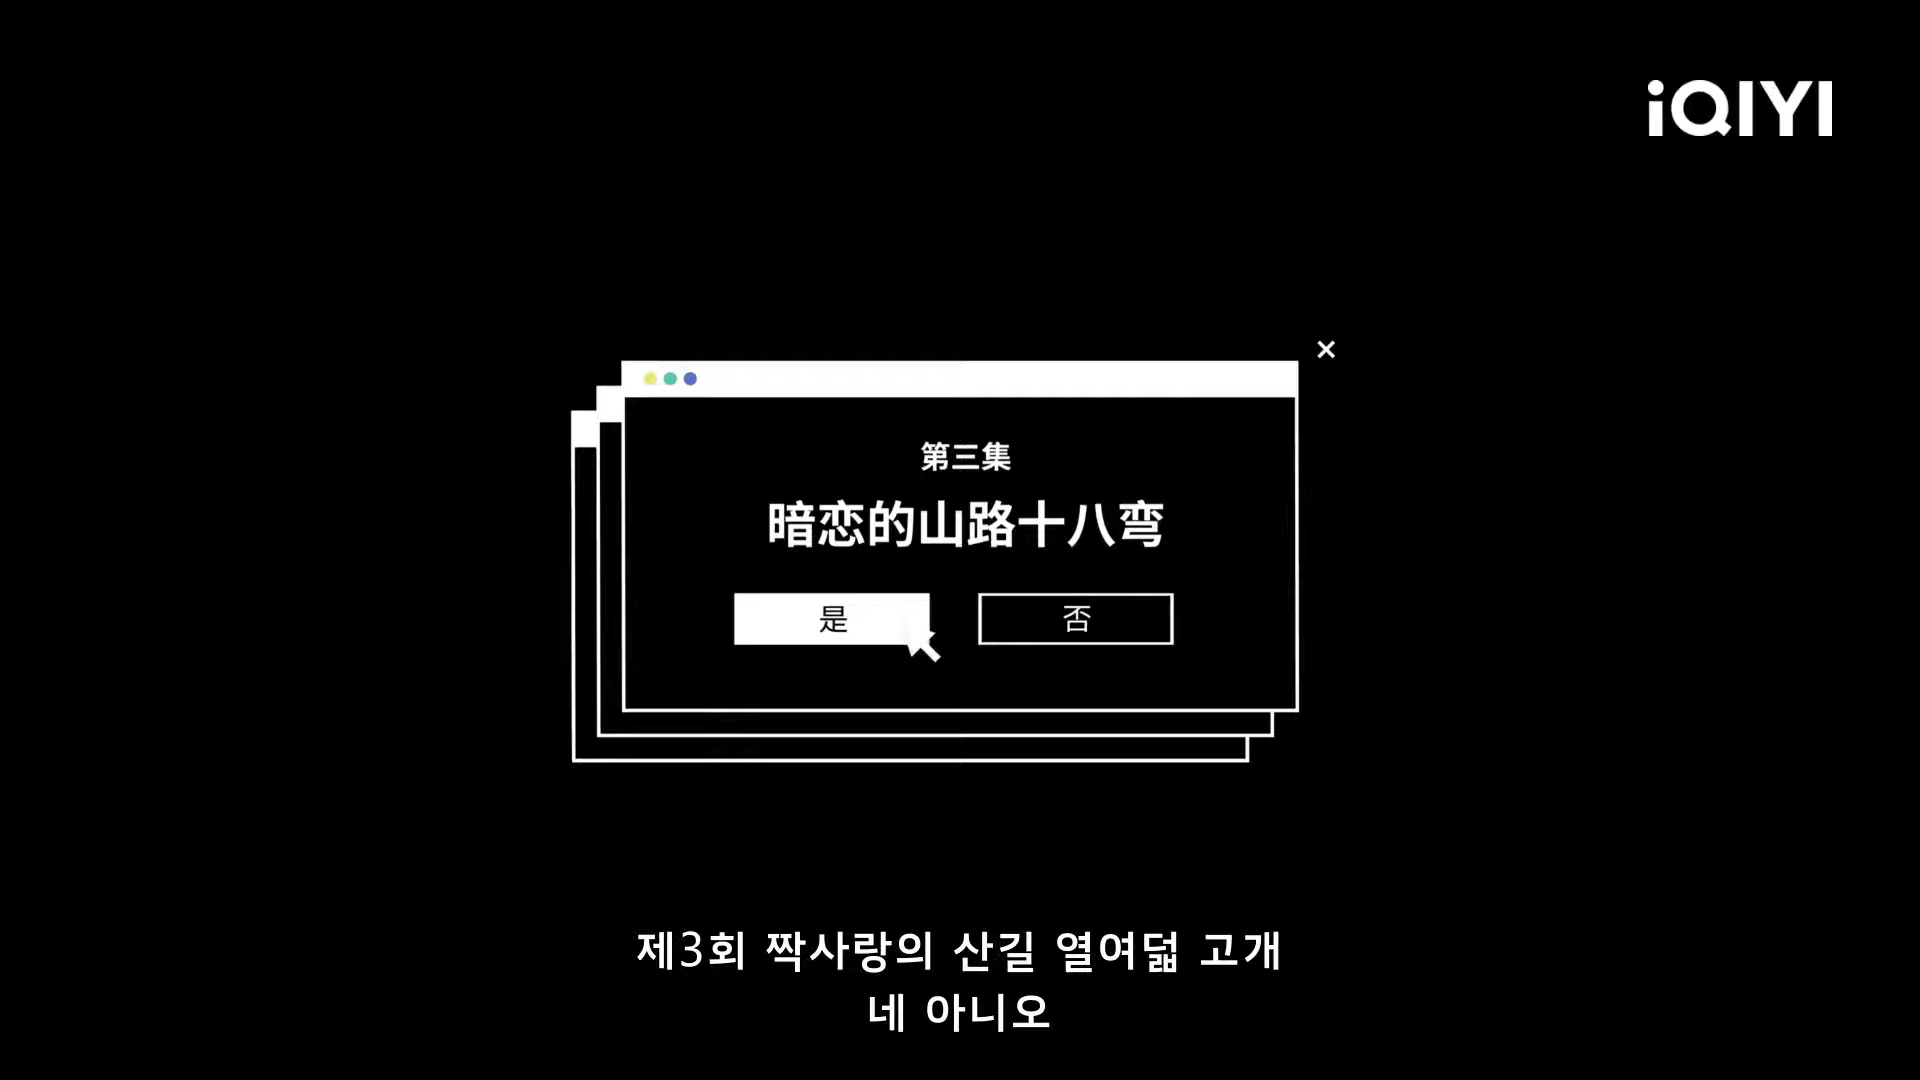 iQIYI
第三集
暗恋的山路十八弯
是
否
제3회 짝사랑의 산길 열여덟 고개
네 아니오